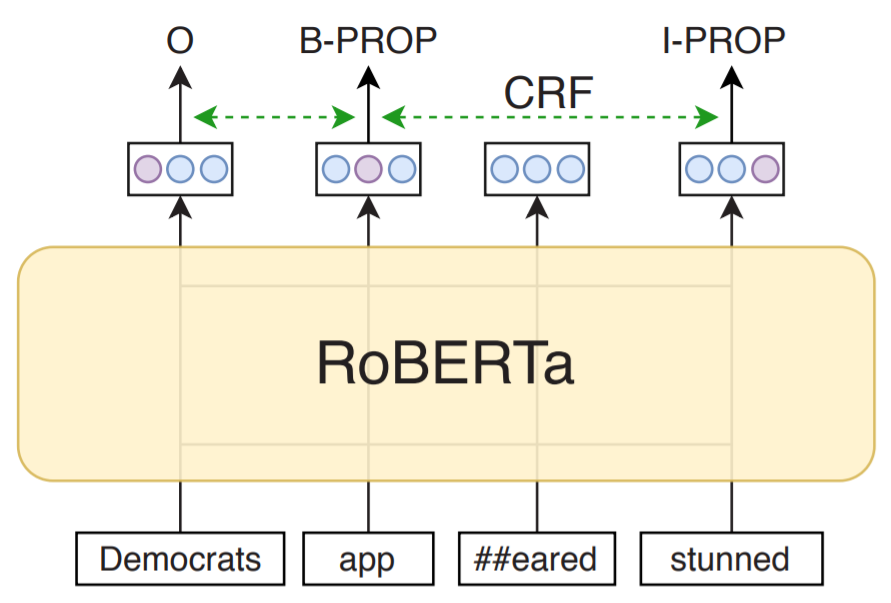 O B-PROP I-PROP
CRF
RoBERTa
Democrats app ##eared stunned